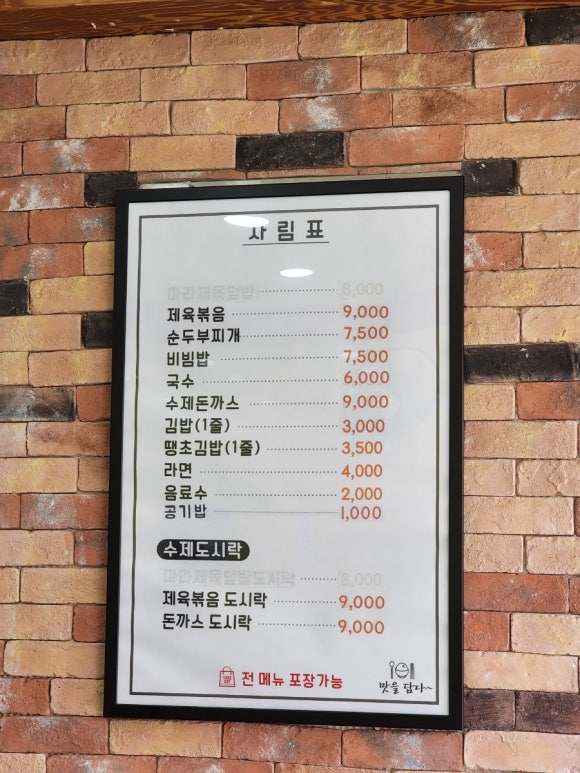 차림표
마라제육덮밥 8,000
제육볶음 9,000
순두부찌개 7,500
비빔밥 7,500
국수 6,000
수제돈까스 9,000
김밥(1줄) 3,000
땡초김밥(1줄) 3,500
라면 4,000
음료수 2,000
공기밥 1,000
수제도시락
마라제육덮밥도시락 8,000
제육볶음 도시락 9,000
돈까스 도시락 9,000
전 메뉴 포장가능
맛을 담다~